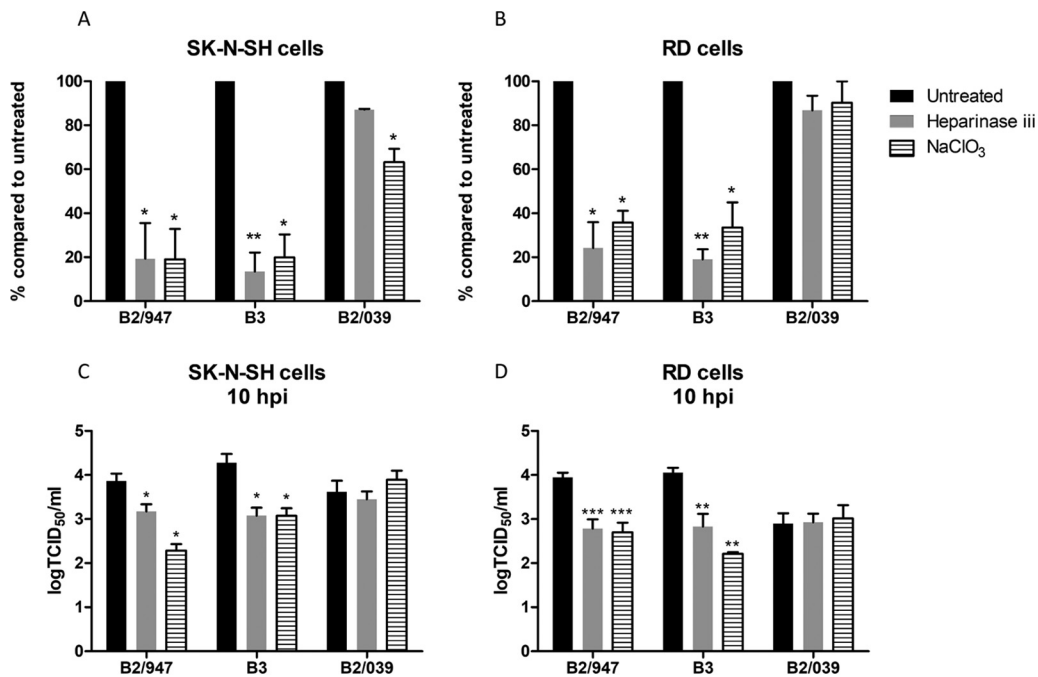 A
SK-N-SH cells
% compared to untreated
100
80
60
40
20
0
* * ** * *
B2/947 B3 B2/039
B
RD cells
% compared to untreated
100
80
60
40
20
0
* * ** *
B2/947 B3 B2/039
Untreated
Heparinase iii
NaClO₃
C
SK-N-SH cells
10 hpi
logTCID₅₀/ml
5
4
3
2
1
0
* * * *
B2/947 B3 B2/039
D
RD cells
10 hpi
logTCID₅₀/ml
5
4
3
2
1
0
*** *** ** **
B2/947 B3 B2/039